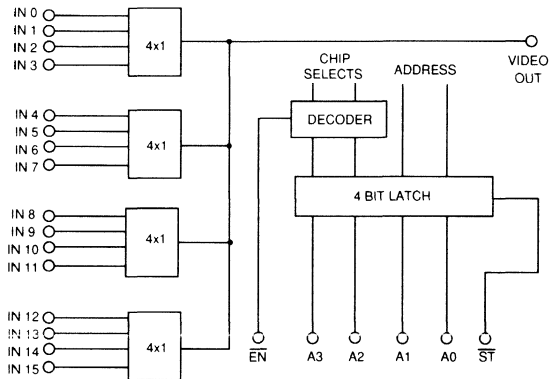 IN 0
IN 1
IN 2
IN 3
4x1
VIDEO
OUT
CHIP
SELECTS
ADDRESS
DECODER
IN 4
IN 5
IN 6
IN 7
4x1
4 BIT LATCH
IN 8
IN 9
IN 10
IN 11
4x1
IN 12
IN 13
IN 14
IN 15
4x1
EN
A3
A2
A1
A0
ST